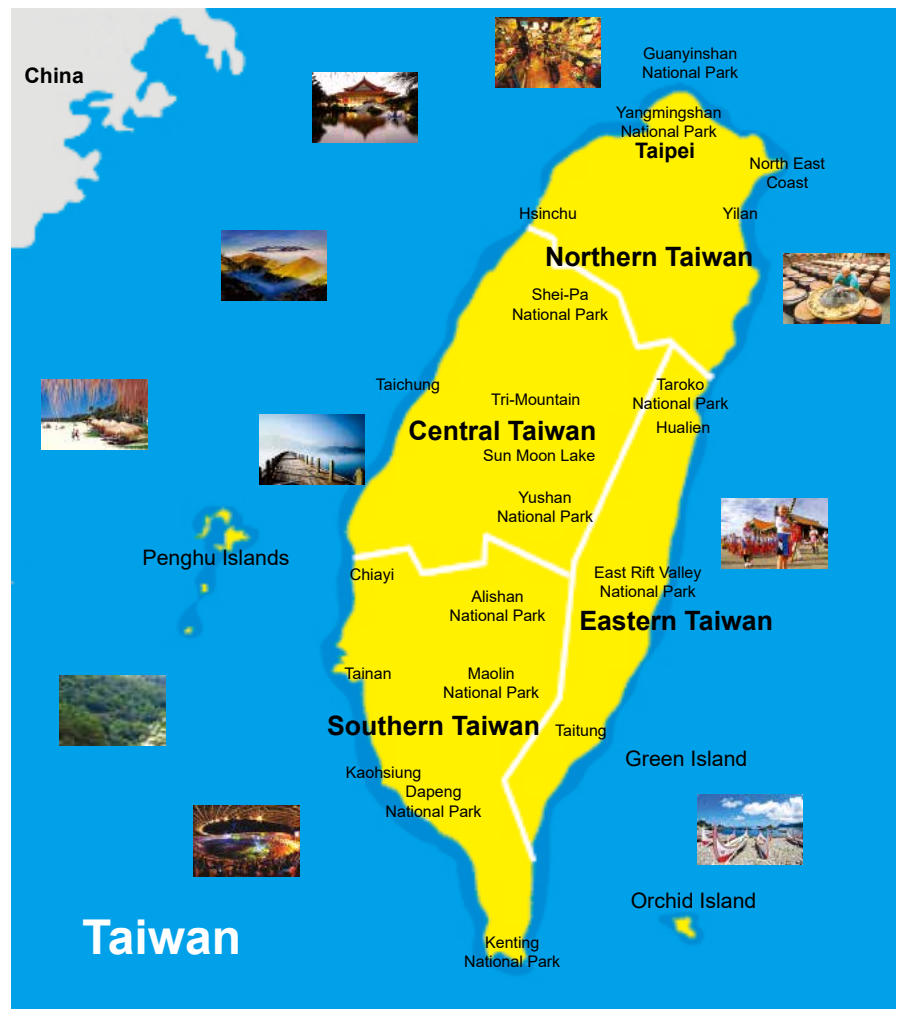 China
Guanyinshan
National Park
Yangmingshan
National Park
Taipei
North East
Coast
Hsinchu
Yilan
Northern Taiwan
Shei-Pa
National Park
Taichung
Tri-Mountain
Taroko
National Park
Central Taiwan
Hualien
Sun Moon Lake
Yushan
National Park
Penghu Islands
Chiayi
East Rift Valley
National Park
Alishan
National Park
Eastern Taiwan
Tainan
Maolin
National Park
Southern Taiwan
Taitung
Green Island
Kaohsiung
Dapeng
National Park
Orchid Island
Taiwan
Kenting
National Park